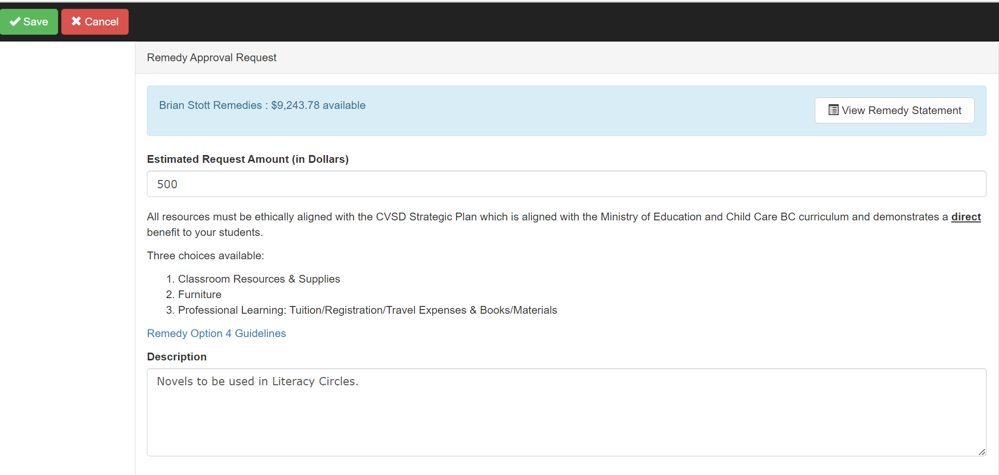 Save Cancel
Remedy Approval Request
Brian Stott Remedies : $9,243.78 available
View Remedy Statement
Estimated Request Amount (in Dollars)
500
All resources must be ethically aligned with the CVSD Strategic Plan which is aligned with the Ministry of Education and Child Care BC curriculum and demonstrates a direct
benefit to your students.
Three choices available:
1. Classroom Resources & Supplies
2. Furniture
3. Professional Learning: Tuition/Registration/Travel Expenses & Books/Materials
Remedy Option 4 Guidelines
Description
Novels to be used in Literacy Circles.